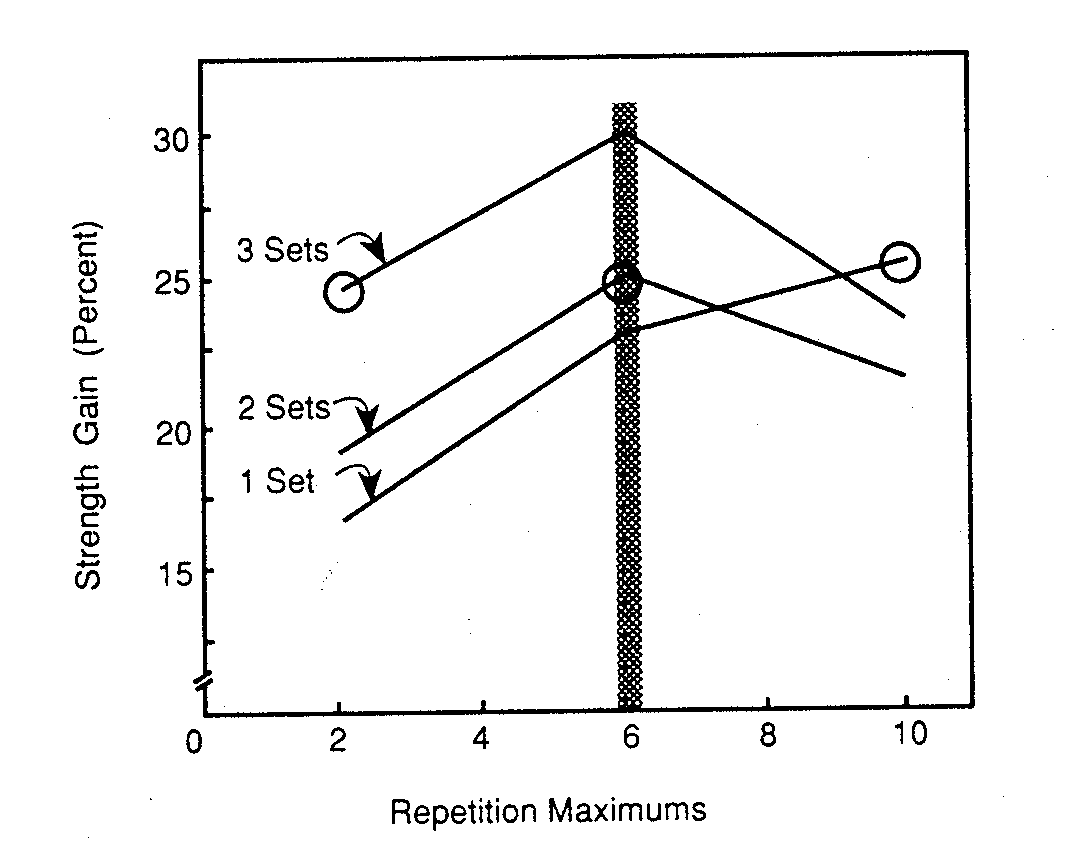 30
3 Sets
25
2 Sets
20
1 Set
15
Strength Gain (Percent)
0 2 4 6 8 10
Repetition Maximums